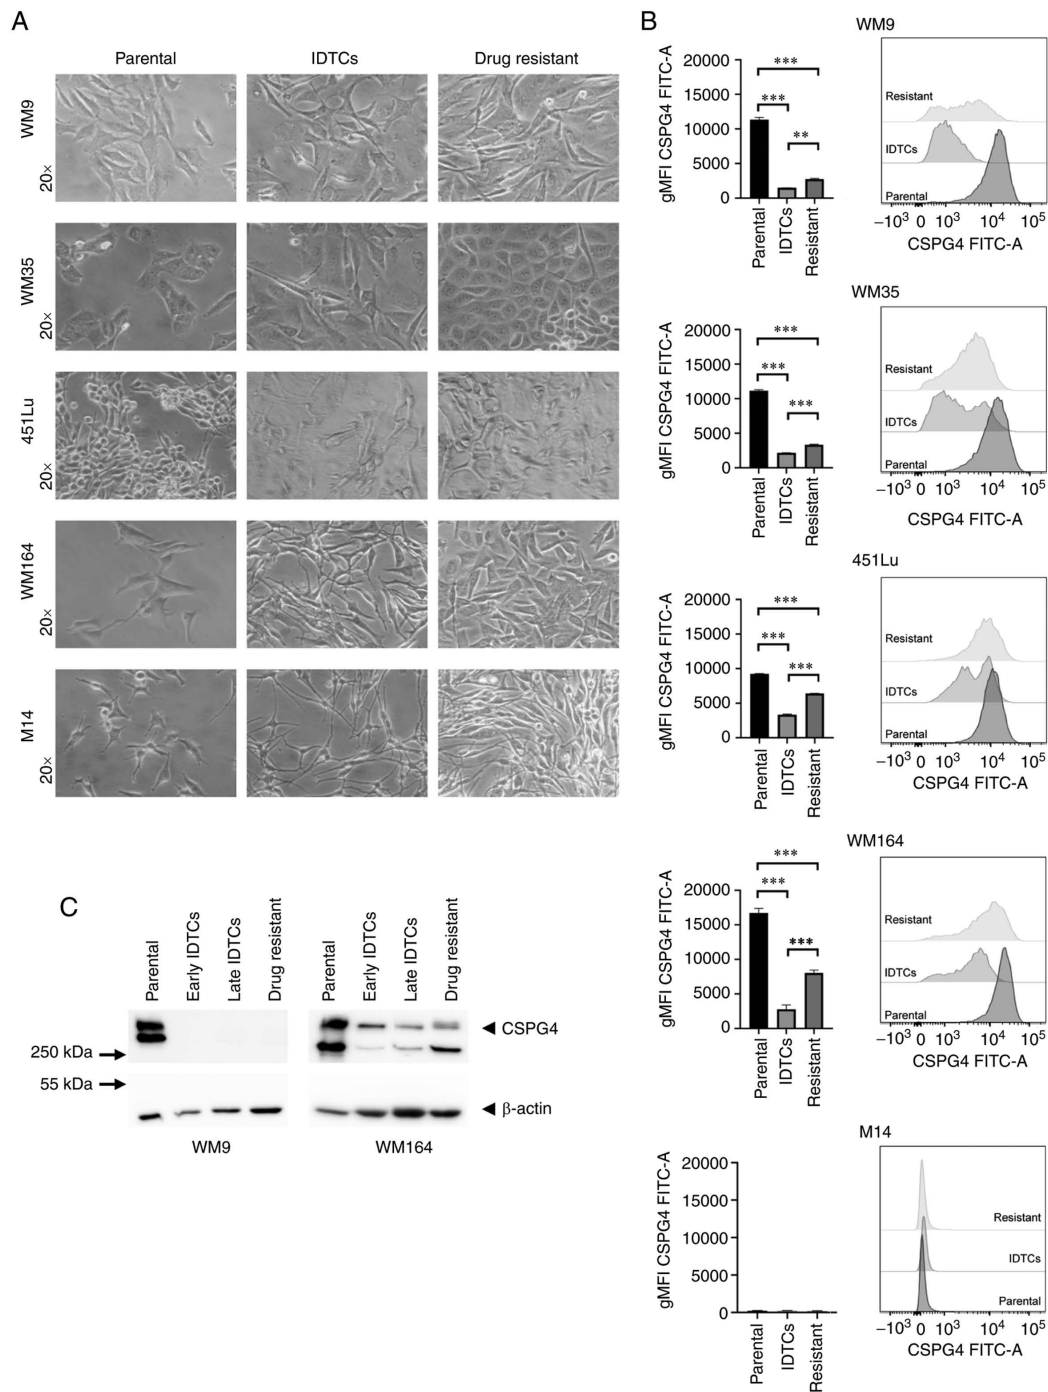 A
Parental
IDTCs
Drug resistant
WM9
20×
WM35
20×
451Lu
20×
WM164
20×
M14
20×
B
WM9
gMFI CSPG4 FITC-A
20000
15000
10000
5000
0
***
***
**
Parental
IDTCs
Resistant
Resistant
IDTCs
Parental
−10³ 0 10³ 10⁴ 10⁵
CSPG4 FITC-A
WM35
gMFI CSPG4 FITC-A
20000
15000
10000
5000
0
***
***
***
Parental
IDTCs
Resistant
Resistant
IDTCs
Parental
−10³ 0 10³ 10⁴ 10⁵
CSPG4 FITC-A
451Lu
gMFI CSPG4 FITC-A
20000
15000
10000
5000
0
***
***
***
Parental
IDTCs
Resistant
Resistant
IDTCs
Parental
−10³ 0 10³ 10⁴ 10⁵
CSPG4 FITC-A
WM164
gMFI CSPG4 FITC-A
20000
15000
10000
5000
0
***
***
***
Parental
IDTCs
Resistant
Resistant
IDTCs
Parental
−10³ 0 10³ 10⁴ 10⁵
CSPG4 FITC-A
M14
gMFI CSPG4 FITC-A
20000
15000
10000
5000
0
Parental
IDTCs
Resistant
Resistant
IDTCs
Parental
−10³ 0 10³ 10⁴ 10⁵
CSPG4 FITC-A
C
Parental
Early IDTCs
Late IDTCs
Drug resistant
Parental
Early IDTCs
Late IDTCs
Drug resistant
CSPG4
250 kDa
55 kDa
β-actin
WM9
WM164